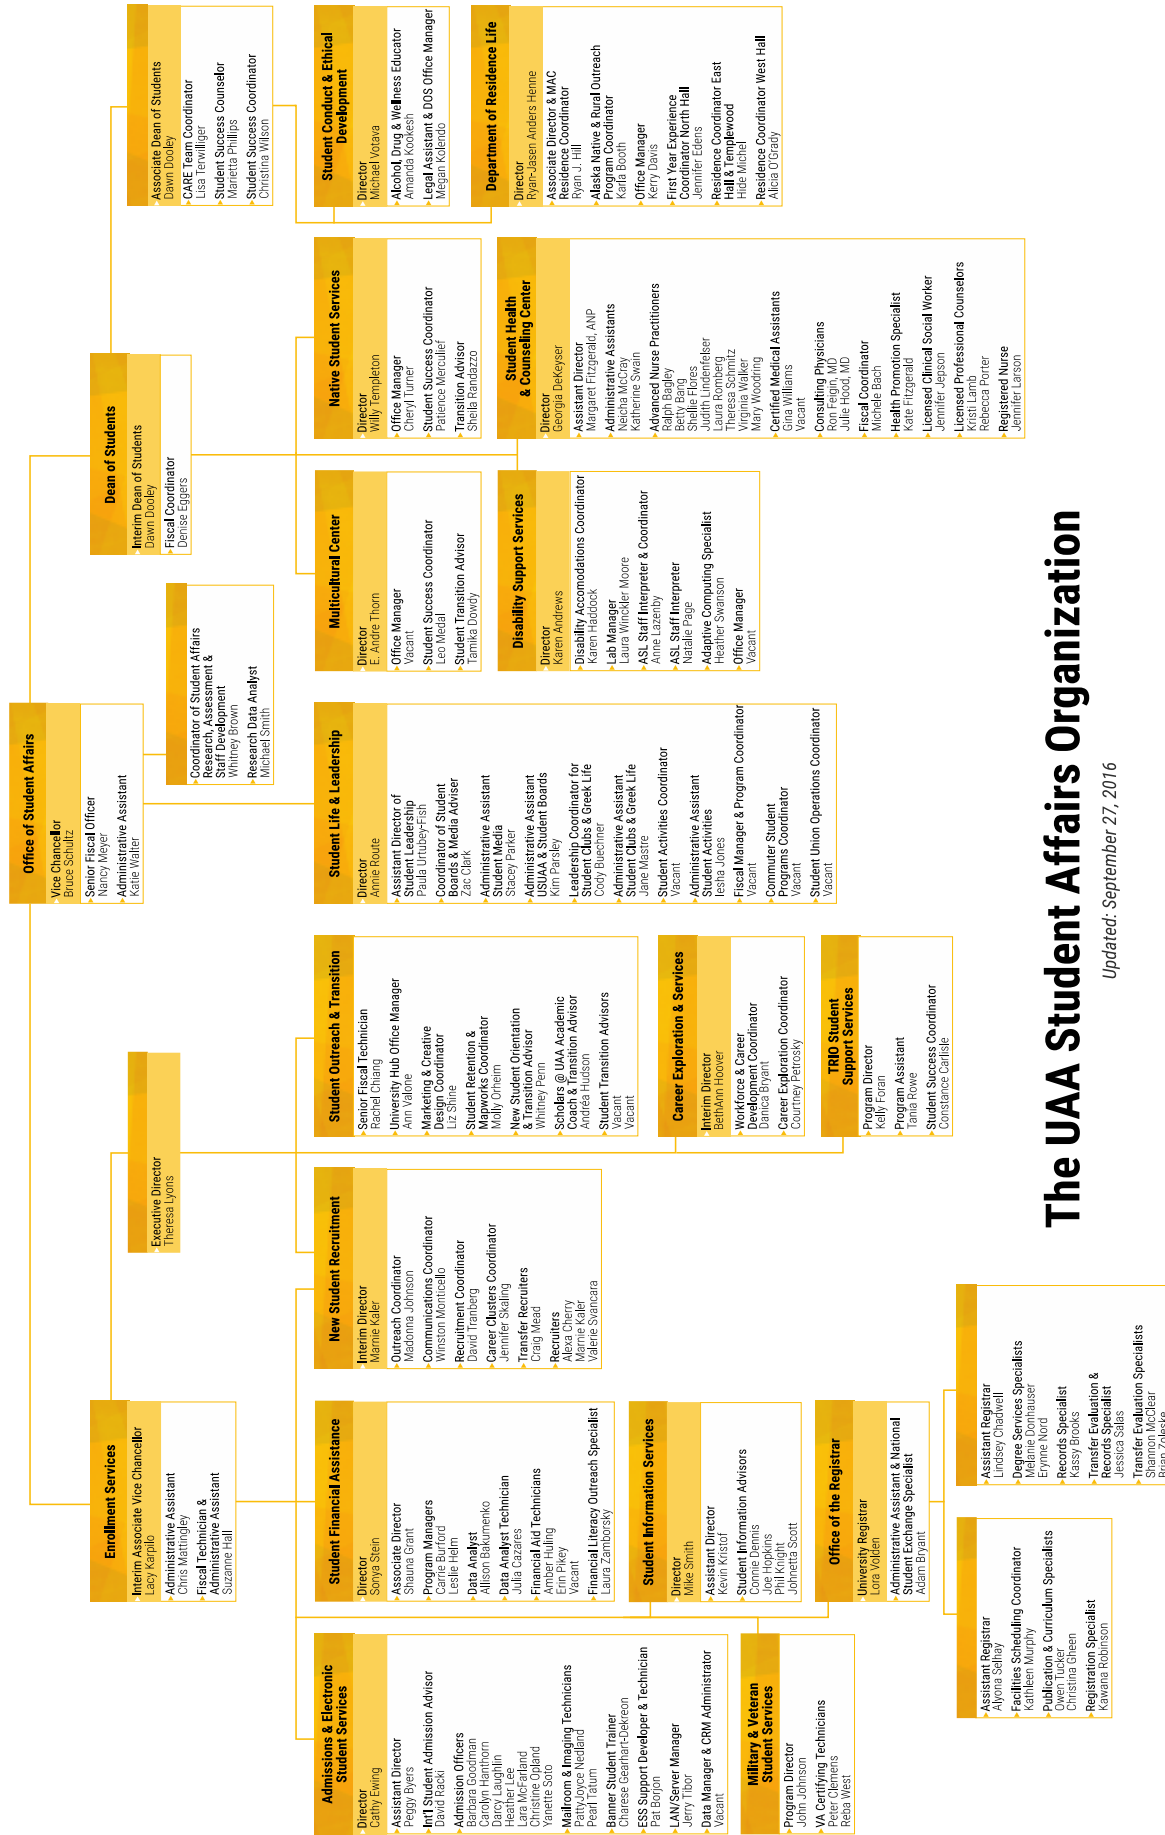 Office of Student Affairs
Vice Chancellor
Bruce Schultz
Senior Fiscal Officer
Nancy Meyer
Administrative Assistant
Katie Walter
Coordinator of Student Affairs
Research, Assessment &
Staff Development
Whitney Brown
Research Data Analyst
Michael Smith
Enrollment Services
Interim Associate Vice Chancellor
Lacy Karpilo
Administrative Assistant
Chris Mattingley
Fiscal Technician &
Administrative Assistant
Suzanne Hall
Executive Director
Theresa Lyons
Dean of Students
Interim Dean of Students
Dawn Dooley
Fiscal Coordinator
Denise Eggers
Associate Dean of Students
Dawn Dooley
CARE Team Coordinator
Lisa Terwilliger
Student Success Counselor
Marietta Phillips
Student Success Coordinator
Christina Wilson
Admissions & Electronic
Student Services
Director
Cathy Ewing
Assistant Director
Peggy Byers
Int'l Student Admission Advisor
David Racki
Admission Officers
Barbara Goodman
Carolyn Hanthorn
Darcy Laughlin
Heather Lee
Lara McFarland
Christine Opland
Yanette Soto
Mailroom & Imaging Technicians
PattyJoyce Nedland
Pearl Tatum
Banner Student Trainer
Charese Gearhart-Dekreon
ESS Support Developer & Technician
Pat Borjon
LAN/Server Manager
Jerry Tibor
Data Manager & CRM Administrator
Vacant
Military & Veteran
Student Services
Program Director
John Johnson
VA Certifying Technicians
Peter Clemens
Reba West
Student Financial Assistance
Director
Sonya Stein
Associate Director
Shauna Grant
Program Managers
Carrie Burford
Leslie Helm
Data Analyst
Allison Bakumenko
Data Analyst Technician
Julia Cazares
Financial Aid Technicians
Amber Huling
Erin Pikey
Vacant
Financial Literacy Outreach Specialist
Laura Zamborsky
Student Information Services
Director
Mike Smith
Assistant Director
Kevin Kristof
Student Information Advisors
Connie Dennis
Joe Hopkins
Phil Knight
Johnetta Scott
Office of the Registrar
University Registrar
Lora Volden
Administrative Assistant & National
Student Exchange Specialist
Adam Bryant
Assistant Registrar
Alyona Selhay
Facilities Scheduling Coordinator
Kathleen Murphy
Publication & Curriculum Specialist
Owen Tucker
Christina Gheen
Registration Specialist
Kawana Robinson
Assistant Registrar
Lindsey Chadwell
Degree Services Specialists
Melanie Donhauser
Erynne Nord
Records Specialist
Kassy Brooks
Transfer Evaluation &
Records Specialist
Jessica Salas
Transfer Evaluation Specialists
Shannon McClear
Brian Zoleske
New Student Recruitment
Interim Director
Marnie Kaler
Outreach Coordinator
Madonna Johnson
Communications Coordinator
Winston Monticello
Recruitment Coordinator
David Tranberg
Career Clusters Coordinator
Jennifer Skaling
Transfer Recruiters
Craig Mead
Recruiters
Alexa Cherry
Marnie Kaler
Valerie Svancara
Student Outreach & Transition
Senior Fiscal Technician
Rachel Chiang
University Hub Office Manager
Ann Valone
Marketing & Creative
Design Coordinator
Liz Shine
Student Retention &
Mapworks Coordinator
Molly Orheim
New Student Orientation
& Transition Advisor
Whitney Penn
Scholars @ UAA Academic
Coach & Transition Advisor
Andréa Hudson
Student Transition Advisors
Vacant
Vacant
Career Exploration & Services
Interim Director
BethAnn Hoover
Workforce & Career
Development Coordinator
Danica Bryant
Career Exploration Coordinator
Courtney Petrosky
TRIO Student
Support Services
Program Director
Kelly Foran
Program Assistant
Tania Rowe
Student Success Coordinator
Constance Carlisle
Student Life & Leadership
Director
Annie Route
Assistant Director of
Student Leadership
Paula Urtubey-Fish
Coordinator of Student
Boards & Media Adviser
Zac Clark
Administrative Assistant
Student Media
Stacey Parker
Administrative Assistant
USUAA & Student Boards
Kim Parsley
Leadership Coordinator for
Student Clubs & Greek Life
Cody Buechner
Administrative Assistant
Student Clubs & Greek Life
Jane Mastre
Student Activities Coordinator
Vacant
Administrative Assistant
Student Activities
Iesha Jones
Fiscal Manager & Program Coordinator
Vacant
Commuter Student
Programs Coordinator
Vacant
Student Union Operations Coordinator
Vacant
Multicultural Center
Director
E. Andre Thorn
Office Manager
Vacant
Student Success Coordinator
Leo Medal
Student Transition Advisor
Tamika Dowdy
Native Student Services
Director
Willy Templeton
Office Manager
Cheryl Turner
Student Success Coordinator
Patience Merculief
Transition Advisor
Sheila Randazzo
Disability Support Services
Director
Karen Andrews
Disability Accomodations Coordinator
Karen Haddock
Lab Manager
Laura Winckler Moore
ASL Staff Interpreter & Coordinator
Anne Lazenby
ASL Staff Interpreter
Natalie Page
Adaptive Computing Specialist
Heather Swanson
Office Manager
Vacant
Student Health
& Counseling Center
Director
Georgia DeKeyser
Assistant Director
Margaret Fitzgerald, ANP
Administrative Assistants
Neicha McCray
Katherine Swain
Advanced Nurse Practitioners
Ralph Bagley
Betty Bang
Shellie Flores
Judith Lindenfelser
Laura Romberg
Theresa Schmitz
Virginia Walker
Mary Woodring
Certified Medical Assistants
Gina Williams
Vacant
Consulting Physicians
Ron Feigin, MD
Julie Hood, MD
Fiscal Coordinator
Michele Bach
Health Promotion Specialist
Kate Fitzgerald
Licensed Clinical Social Worker
Jennifer Jepson
Licensed Professional Counselors
Kristi Lamb
Rebecca Porter
Registered Nurse
Jennifer Larson
Student Conduct & Ethical
Development
Director
Michael Votava
Alcohol, Drug & Wellness Educator
Amanda Kookesh
Legal Assistant & DOS Office Manager
Megan Kolendo
Department of Residence Life
Director
Ryan-Jasen Anders Henne
Associate Director & MAC
Residence Coordinator
Ryan J. Hill
Alaska Native & Rural Outreach
Program Coordinator
Karla Booth
Office Manager
Kerry Davis
First Year Experience
Coordinator North Hall
Jennifer Edens
Residence Coordinator East
Hall & Templewood
Hide Michel
Residence Coordinator West Hall
Alicia O'Grady
The UAA Student Affairs Organization
Updated: September 27, 2016